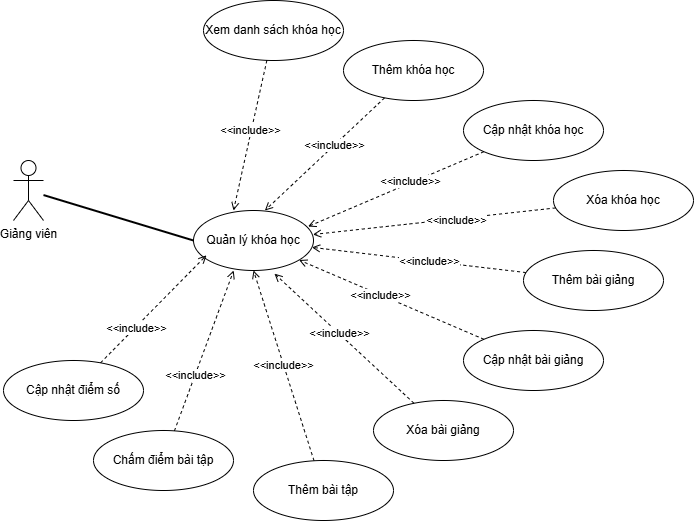 Xem danh sách khóa học
Thêm khóa học
<<include>>
<<include>>
Cập nhật khóa học
<<include>>
Xóa khóa học
Giảng viên
<<include>>
Quản lý khóa học
<<include>>
Thêm bài giảng
<<include>>
<<include>>
<<include>>
Cập nhật bài giảng
<<include>>
<<include>>
Cập nhật điểm số
Xóa bài giảng
Chấm điểm bài tập
Thêm bài tập